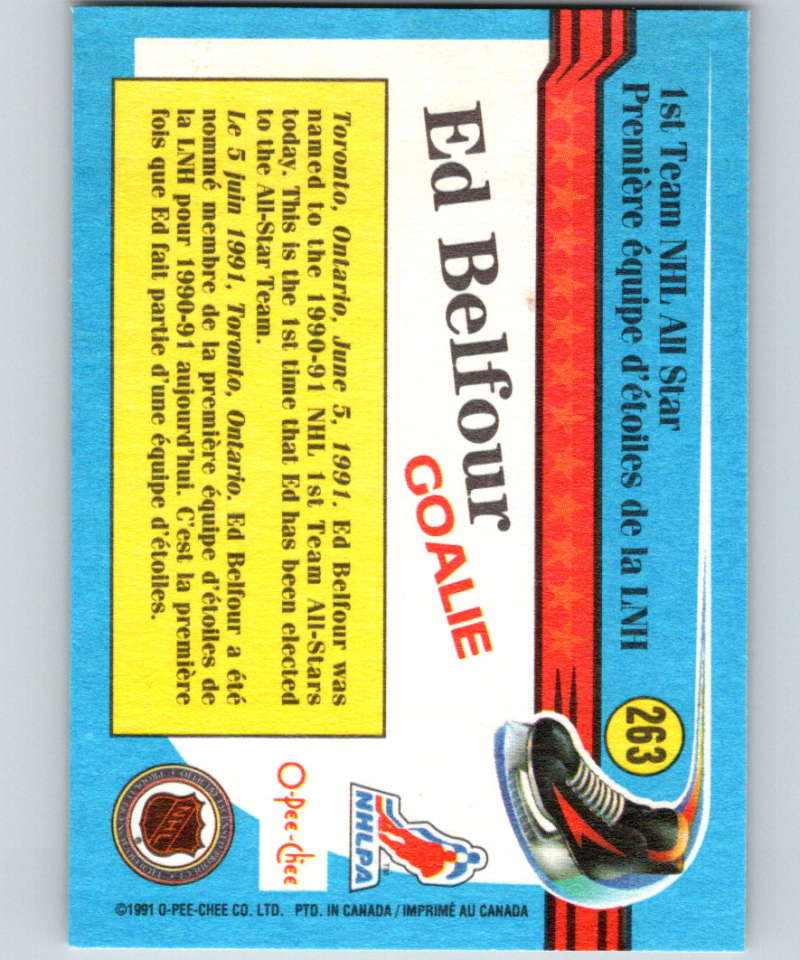 1st Team NHL All Star
Première équipe d'étoiles de la LNH
263
Ed Belfour
GOALIE
Toronto, Ontario, June 5, 1991. Ed Belfour was
named to the 1990-91 NHL 1st Team All-Stars
today. This is the 1st time that Ed has been elected
to the All-Star Team.
Le 5 juin 1991, Toronto, Ontario. Ed Belfour a été
nommé membre de la première équipe d'étoiles de
la LNH pour 1990-91 aujourd'hui. C'est la première
fois que Ed fait partie d'une équipe d'étoiles.
NHLPA
TM
O-Pee-Chee
NHL
©1991 O-PEE-CHEE CO. LTD. PTD. IN CANADA / IMPRIMÉ AU CANADA